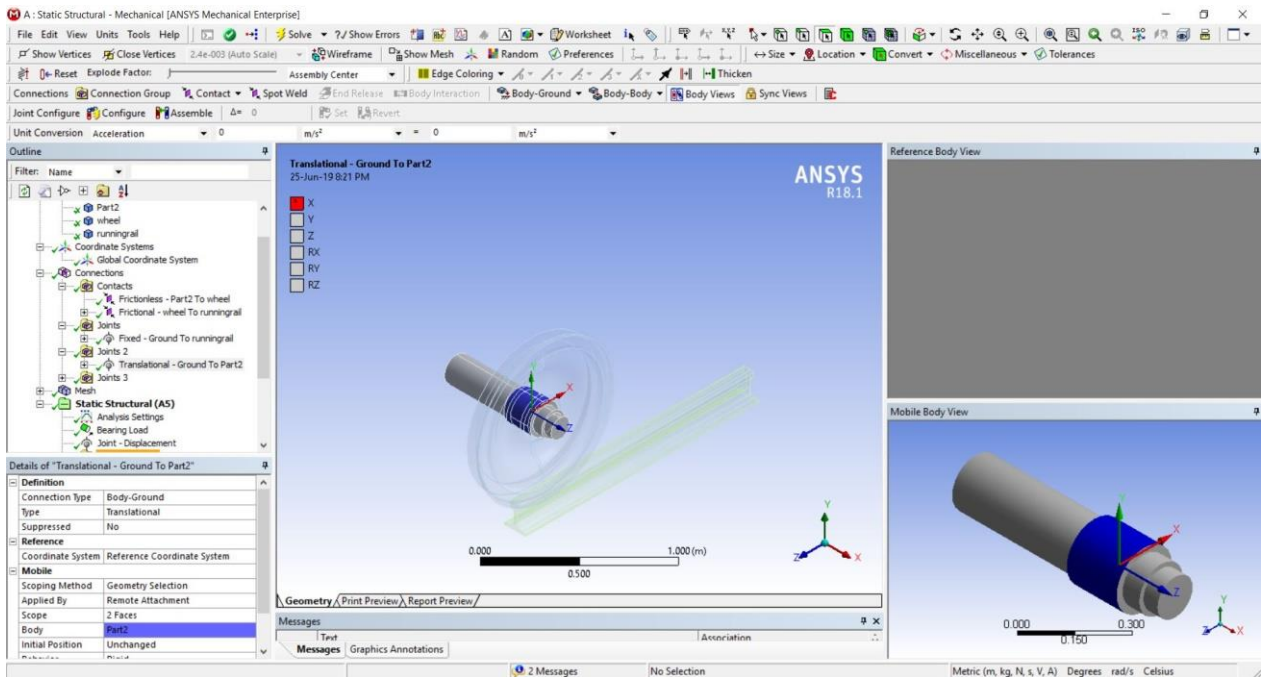 A : Static Structural - Mechanical [ANSYS Mechanical Enterprise]
File Edit View Units Tools Help Solve ?/ Show Errors Worksheet
Show Vertices Close Vertices 2.4e-003 (Auto Scale) Wireframe Show Mesh Random Preferences Size Location Convert Miscellaneous Tolerances
Reset Explode Factor: Assembly Center Edge Coloring Thicken
Connections Connection Group Contact Spot Weld End Release Body Interaction Body-Ground Body-Body Body Views Sync Views
Joint Configure Configure Assemble Δ= 0 Set Revert
Unit Conversion Acceleration 0 m/s² = 0 m/s²
Outline
Filter: Name
Part2
wheel
runningrail
Coordinate Systems
Global Coordinate System
Connections
Contacts
Frictionless - Part2 To wheel
Frictional - wheel To runningrail
Joints
Fixed - Ground To runningrail
Joints 2
Translational - Ground To Part2
Joints 3
Mesh
Static Structural (A5)
Analysis Settings
Bearing Load
Joint - Displacement
Details of "Translational - Ground To Part2"
Definition
Connection Type Body-Ground
Type Translational
Suppressed No
Reference
Coordinate System Reference Coordinate System
Mobile
Scoping Method Geometry Selection
Applied By Remote Attachment
Scope 2 Faces
Body Part2
Initial Position Unchanged
Behavior Rigid
Translational - Ground To Part2
25-Jun-19 8:21 PM
X
Y
Z
RX
RY
RZ
ANSYS
R18.1
Y
X
Z
0.000 1.000 (m)
0.500
Y
Z X
Geometry Print Preview Report Preview
Messages
Text Association
Messages Graphics Annotations
Reference Body View
Mobile Body View
Y
X
Z
0.000 0.300
0.150
Y
Z X
2 Messages No Selection Metric (m, kg, N, s, V, A) Degrees rad/s Celsius